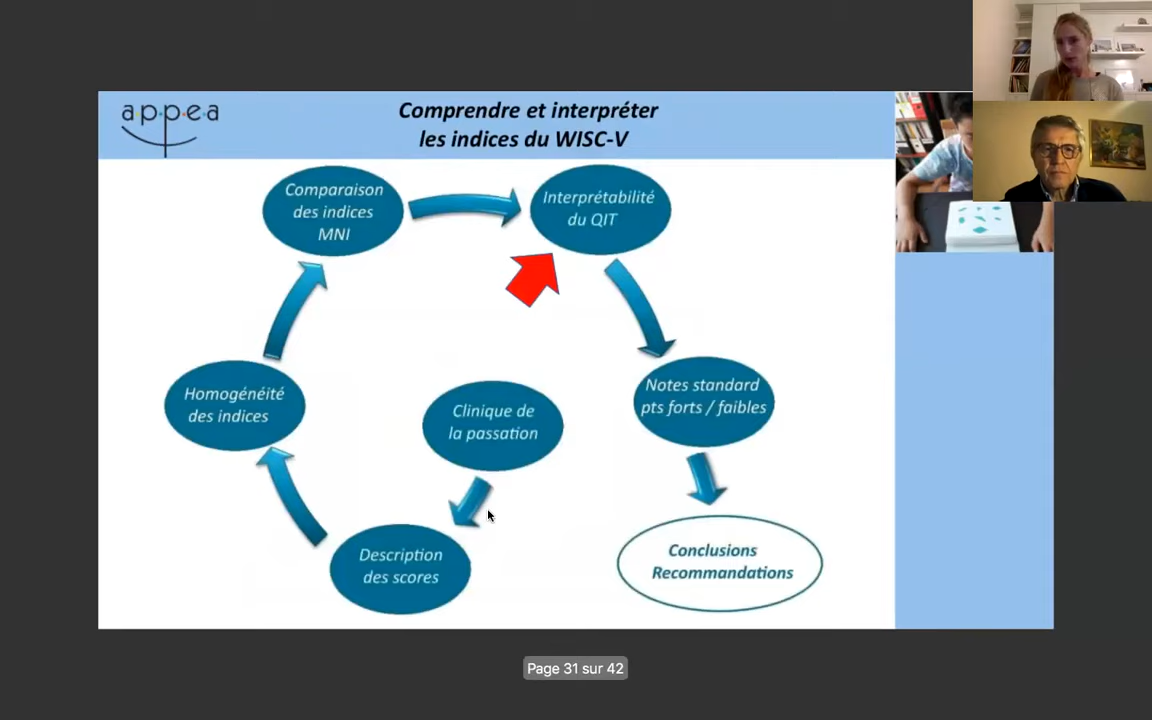 appea
Comprendre et interpréter
les indices du WISC-V
Comparaison
des indices
MNI
Interprétabilité
du QIT
Homogénéité
des indices
Clinique de
la passation
Notes standard
pts forts / faibles
Description
des scores
Conclusions
Recommandations
Page 31 sur 42